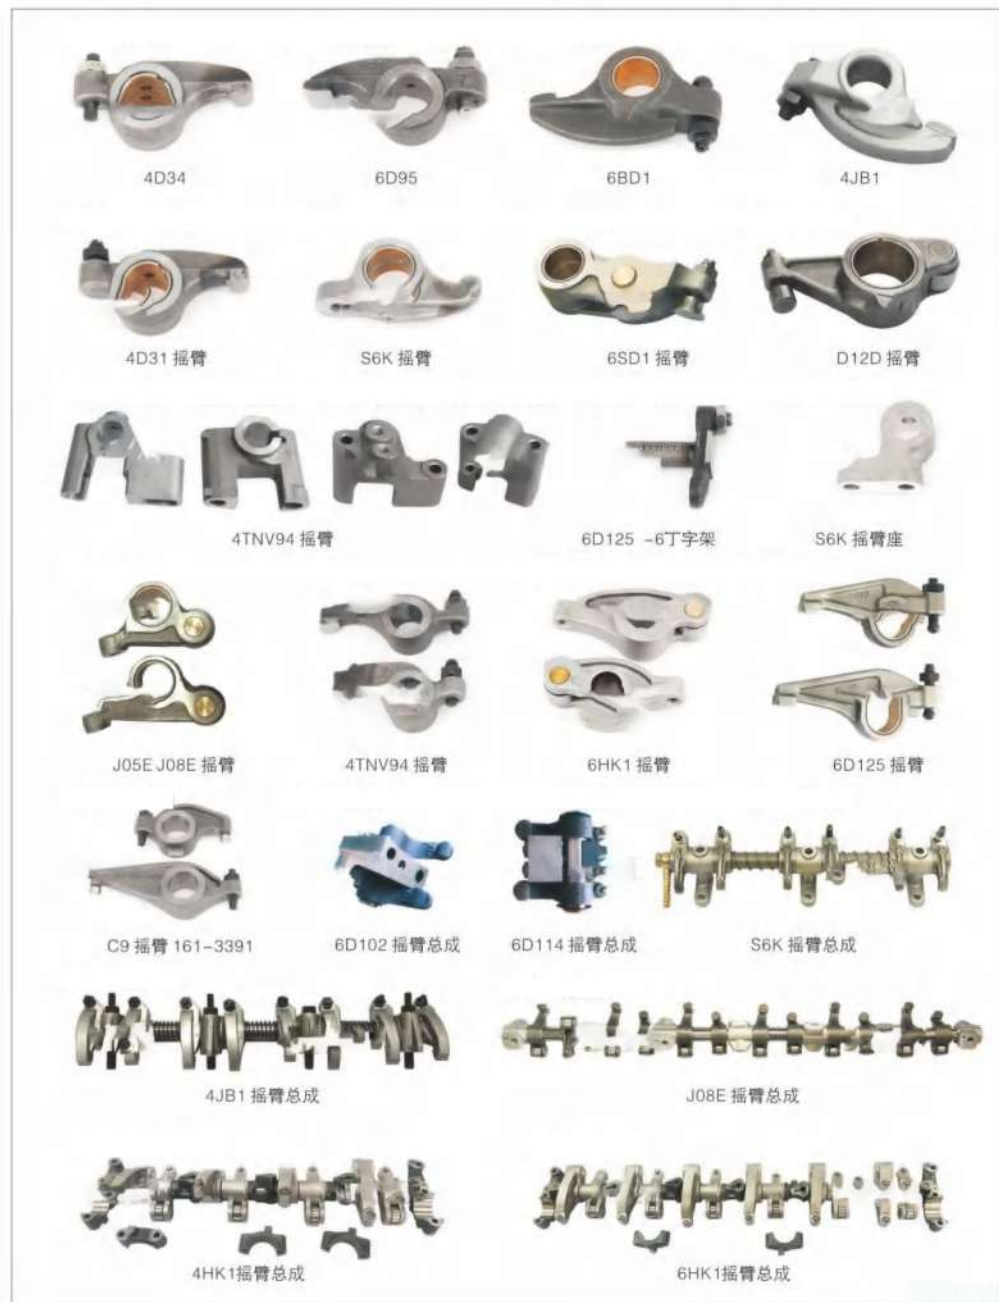 4D34
6D95
6BD1
4JB1
4D31 摇臂
S6K 摇臂
6SD1 摇臂
D12D 摇臂
4TNV94 摇臂
6D125 -6丁字架
S6K 摇臂座
J05E J08E 摇臂
4TNV94 摇臂
6HK1 摇臂
6D125 摇臂
C9 摇臂 161-3391
6D102 摇臂总成
6D114 摇臂总成
S6K 摇臂总成
4JB1 摇臂总成
J08E 摇臂总成
4HK1摇臂总成
6HK1摇臂总成